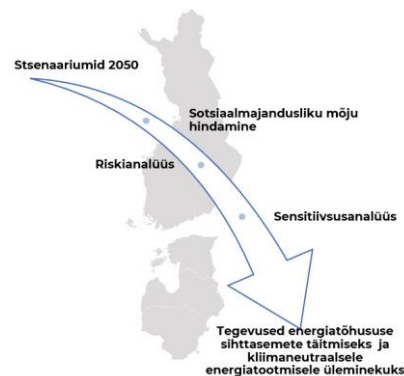 Stsenaariumid 2050
Sotsiaalmajandusliku mõju
hindamine
Riskianalüüs
Sensitiivsusanalüüs
Tegevused energiatõhususe
sihttasemete täitmiseks ja
kliimaneutraalsele
energiatootmisele üleminekuks